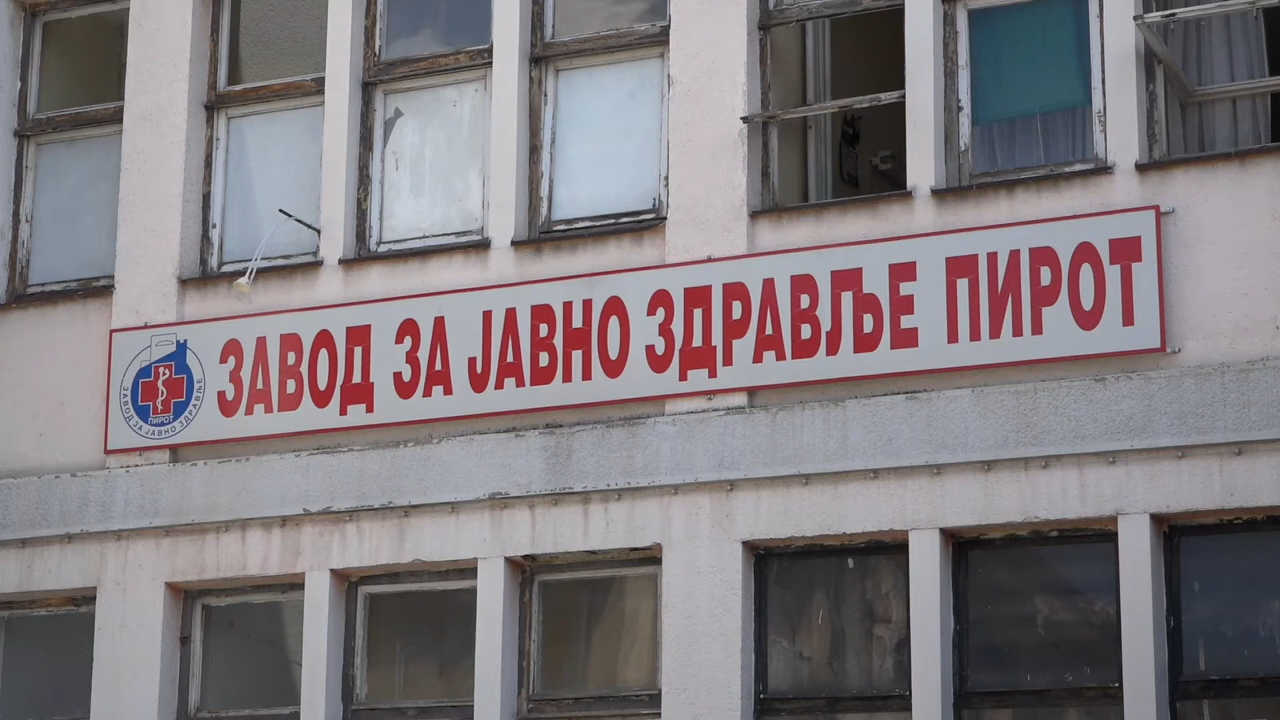 ЗАВОД ЗА ЈАВНО ЗДРАВЉЕ ПИРОТ
ПИРОТ
ЗАВОД ЗА ЈАВНО ЗДРАВЉЕ